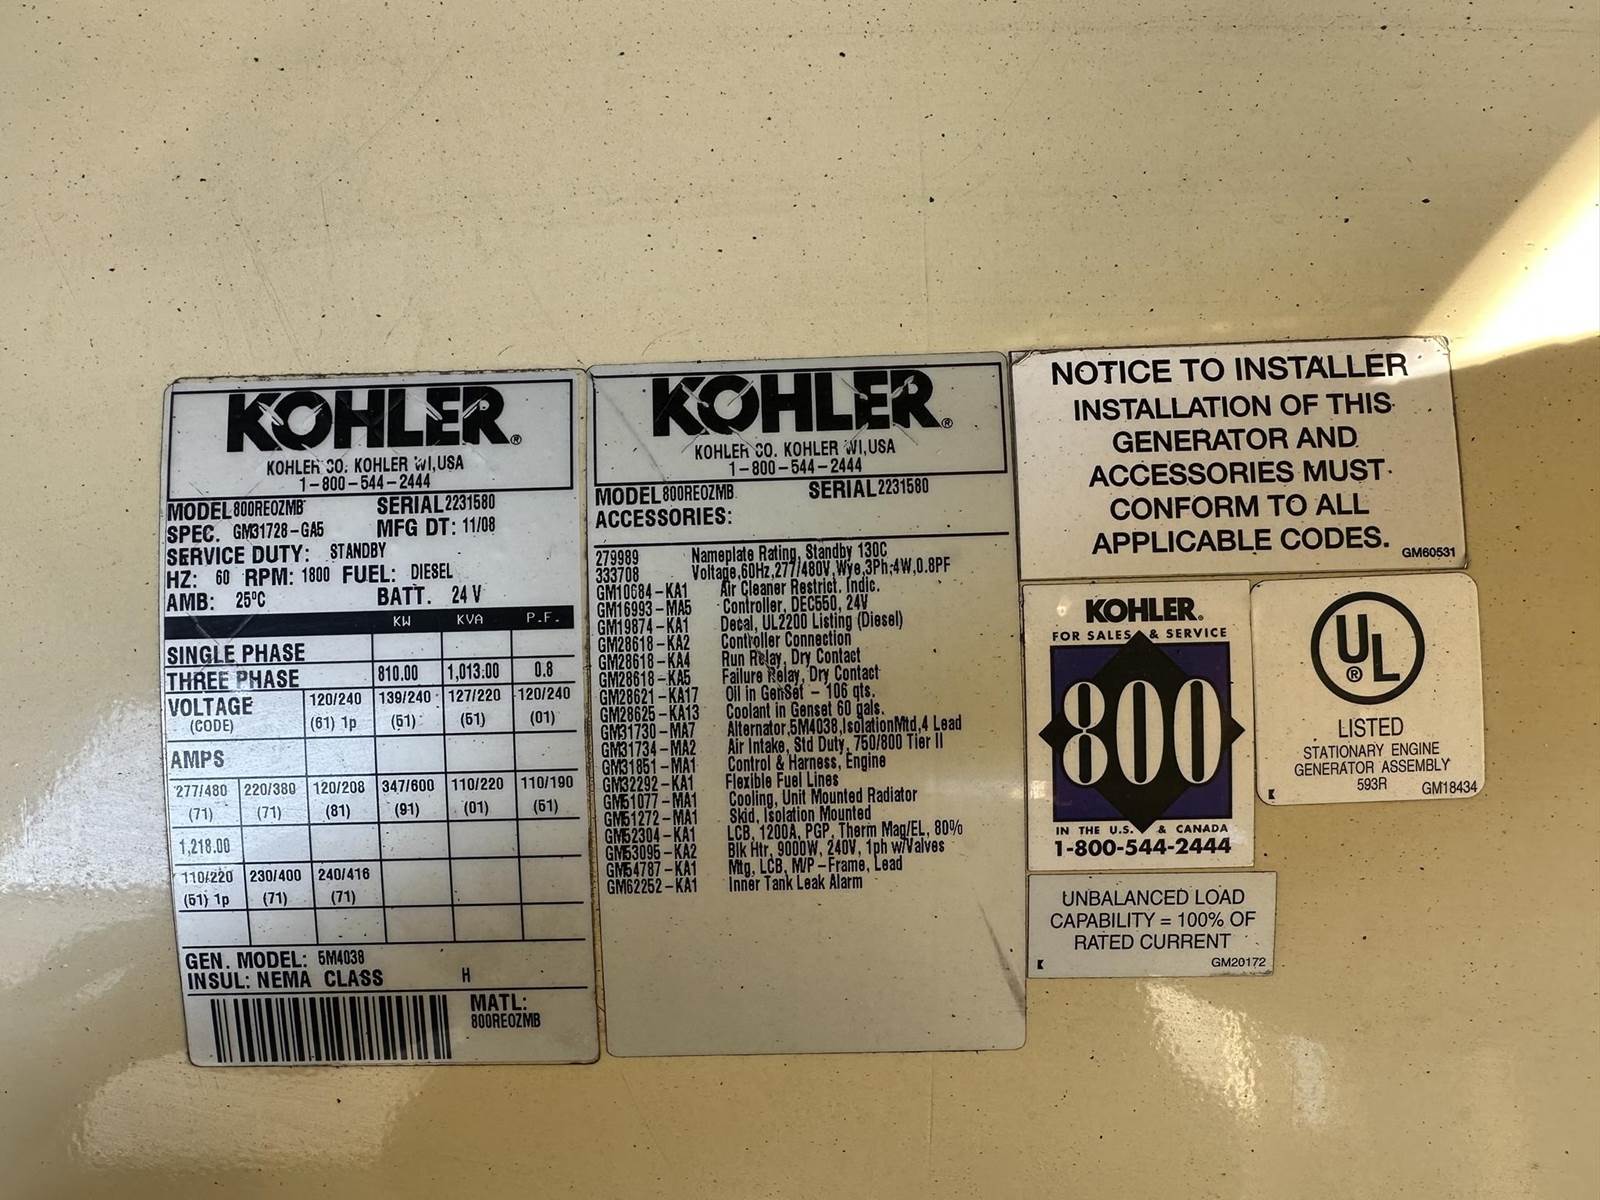 KOHLER®
KOHLER CO. KOHLER WI,USA
1-800-544-2444
MODEL 800REOZMB SERIAL 2231580
SPEC. GM31728-GA5 MFG DT: 11/08
SERVICE DUTY: STANDBY
HZ: 60 RPM: 1800 FUEL: DIESEL
AMB: 25ºC BATT. 24 V
KW KVA P.F.
SINGLE PHASE
THREE PHASE 810.00 1,013.00 0.8
VOLTAGE 120/240 139/240 127/220 120/240
(CODE) (61) 1p (51) (51) (01)
AMPS
277/480 220/380 120/208 347/600 110/220 110/190
(71) (71) (81) (91) (01) (51)
1,218.00
110/220 230/400 240/416
(51) 1p (71) (71)
GEN. MODEL: 5M4038
INSUL: NEMA CLASS H
MATL:
800REOZMB
KOHLER®
KOHLER CO. KOHLER WI,USA
1-800-544-2444
MODEL 800REOZMB SERIAL 2231580
ACCESSORIES:
279989 Nameplate Rating, Standby 130C
333708 Voltage,60Hz,277/480V,Wye,3Ph,4W,0.8PF
GM10684-KA1 Air Cleaner Restrict. Indic.
GM16993-MA5 Controller, DEC550, 24V
GM19874-KA1 Decal, UL2200 Listing (Diesel)
GM28618-KA2 Controller Connection
GM28618-KA4 Run Relay, Dry Contact
GM28618-KA5 Failure Relay, Dry Contact
GM28621-KA17 Oil in GenSet - 106 qts.
GM28625-KA13 Coolant in Genset 60 gals.
GM31730-MA7 Alternator,5M4038,IsolationMtd,4 Lead
GM31734-MA2 Air Intake, Std Duty, 750/800 Tier II
GM31851-MA1 Control & Harness, Engine
GM32292-KA1 Flexible Fuel Lines
GM51077-MA1 Cooling, Unit Mounted Radiator
GM51272-MA1 Skid, Isolation Mounted
GM52304-KA1 LCB, 1200A, PGP, Therm Mag/EL, 80%
GM53095-KA2 Blk Htr, 9000W, 240V, 1ph w/Valves
GM54787-KA1 Mtg, LCB, M/P-Frame, Lead
GM62252-KA1 Inner Tank Leak Alarm
NOTICE TO INSTALLER
INSTALLATION OF THIS
GENERATOR AND
ACCESSORIES MUST
CONFORM TO ALL
APPLICABLE CODES.
GM60531
KOHLER®
FOR SALES & SERVICE
800
IN THE U.S. & CANADA
1-800-544-2444
UL®
LISTED
STATIONARY ENGINE
GENERATOR ASSEMBLY
593R
K GM18434
UNBALANCED LOAD
CAPABILITY = 100% OF
RATED CURRENT
K GM20172